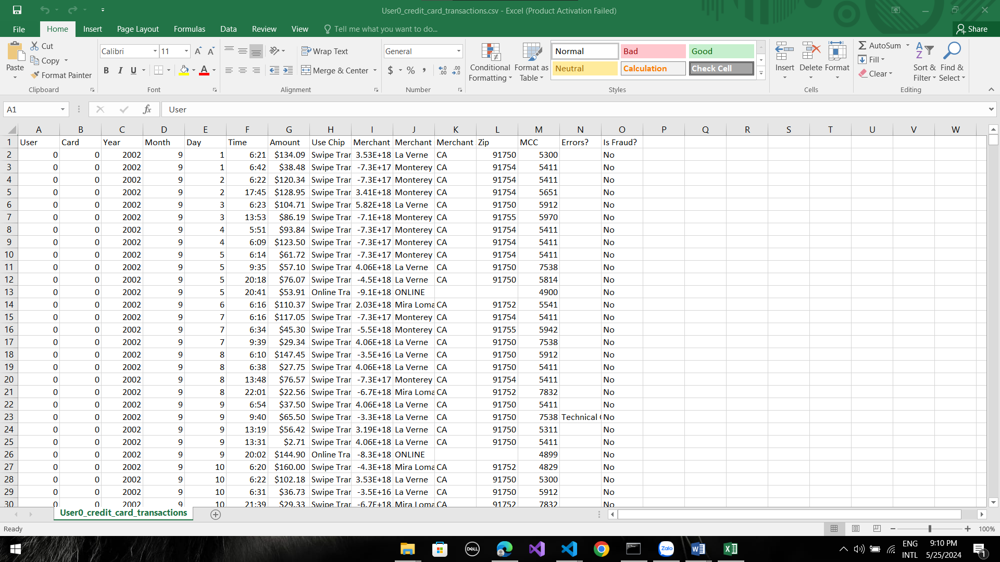 User0_credit_card_transactions.csv - Excel (Product Activation Failed)
File Home Insert Page Layout Formulas Data Review View Tell me what you want to do... Share
Paste Cut Copy Format Painter
Calibri 11 Wrap Text Merge & Center General
Conditional Formatting Format as Table
Normal Bad Good
Neutral Calculation Check Cell
Insert Delete Format
AutoSum Fill Clear
Sort & Filter Find & Select
Clipboard Font Alignment Number Styles Cells Editing
A1 fx User
A B C D E F G H I J K L M N O P Q R S T U V W
1 User Card Year Month Day Time Amount Use Chip Merchant Merchant Merchant Zip MCC Errors? Is Fraud?
2 0 0 2002 9 1 6:21 $134.09 Swipe Tran 3.53E+18 La Verne CA 91750 5300 No
3 0 0 2002 9 1 6:42 $38.48 Swipe Tran -7.3E+17 Monterey CA 91754 5411 No
4 0 0 2002 9 2 6:22 $120.34 Swipe Tran -7.3E+17 Monterey CA 91754 5411 No
5 0 0 2002 9 2 17:45 $128.95 Swipe Tran 3.41E+18 Monterey CA 91754 5651 No
6 0 0 2002 9 3 6:23 $104.71 Swipe Tran 5.82E+18 La Verne CA 91750 5912 No
7 0 0 2002 9 3 13:53 $86.19 Swipe Tran -7.1E+18 Monterey CA 91755 5970 No
8 0 0 2002 9 4 5:51 $93.84 Swipe Tran -7.3E+17 Monterey CA 91754 5411 No
9 0 0 2002 9 4 6:09 $123.50 Swipe Tran -7.3E+17 Monterey CA 91754 5411 No
10 0 0 2002 9 5 6:14 $61.72 Swipe Tran -7.3E+17 Monterey CA 91754 5411 No
11 0 0 2002 9 5 9:35 $57.10 Swipe Tran 4.06E+18 La Verne CA 91750 7538 No
12 0 0 2002 9 5 20:18 $76.07 Swipe Tran -4.5E+18 La Verne CA 91750 5814 No
13 0 0 2002 9 5 20:41 $53.91 Online Tra -9.1E+18 ONLINE 4900 No
14 0 0 2002 9 6 6:16 $110.37 Swipe Tran 2.03E+18 Mira Loma CA 91752 5541 No
15 0 0 2002 9 7 6:16 $117.05 Swipe Tran -7.3E+17 Monterey CA 91754 5411 No
16 0 0 2002 9 7 6:34 $45.30 Swipe Tran -5.5E+18 Monterey CA 91755 5942 No
17 0 0 2002 9 7 9:39 $29.34 Swipe Tran 4.06E+18 La Verne CA 91750 7538 No
18 0 0 2002 9 8 6:10 $147.45 Swipe Tran -3.5E+16 La Verne CA 91750 5912 No
19 0 0 2002 9 8 6:38 $27.75 Swipe Tran 4.06E+18 La Verne CA 91750 5411 No
20 0 0 2002 9 8 13:48 $76.57 Swipe Tran -7.3E+17 Monterey CA 91754 5411 No
21 0 0 2002 9 8 22:01 $22.56 Swipe Tran -6.7E+18 Mira Loma CA 91752 7832 No
22 0 0 2002 9 9 6:54 $37.50 Swipe Tran 4.06E+18 La Verne CA 91750 5411 No
23 0 0 2002 9 9 9:40 $65.50 Swipe Tran -3.3E+18 La Verne CA 91750 7538 Technical No
24 0 0 2002 9 9 13:19 $56.42 Swipe Tran 3.19E+18 La Verne CA 91750 5311 No
25 0 0 2002 9 9 13:31 $2.71 Swipe Tran 4.06E+18 La Verne CA 91750 5411 No
26 0 0 2002 9 9 20:02 $144.90 Online Tra -8.3E+18 ONLINE 4899 No
27 0 0 2002 9 10 6:20 $160.00 Swipe Tran -4.3E+18 Mira Loma CA 91752 4829 No
28 0 0 2002 9 10 6:22 $102.18 Swipe Tran 3.53E+18 La Verne CA 91750 5300 No
29 0 0 2002 9 10 6:31 $36.73 Swipe Tran -3.5E+16 La Verne CA 91750 5912 No
30 0 0 2002 9 10 21:39 $29.33 Swipe Tran -6.7E+18 Mira Loma CA 91752 7832 No
User0_credit_card_transactions
Ready 100%
DELL Zalo
ENG 9:10 PM
INTL 5/25/2024 1